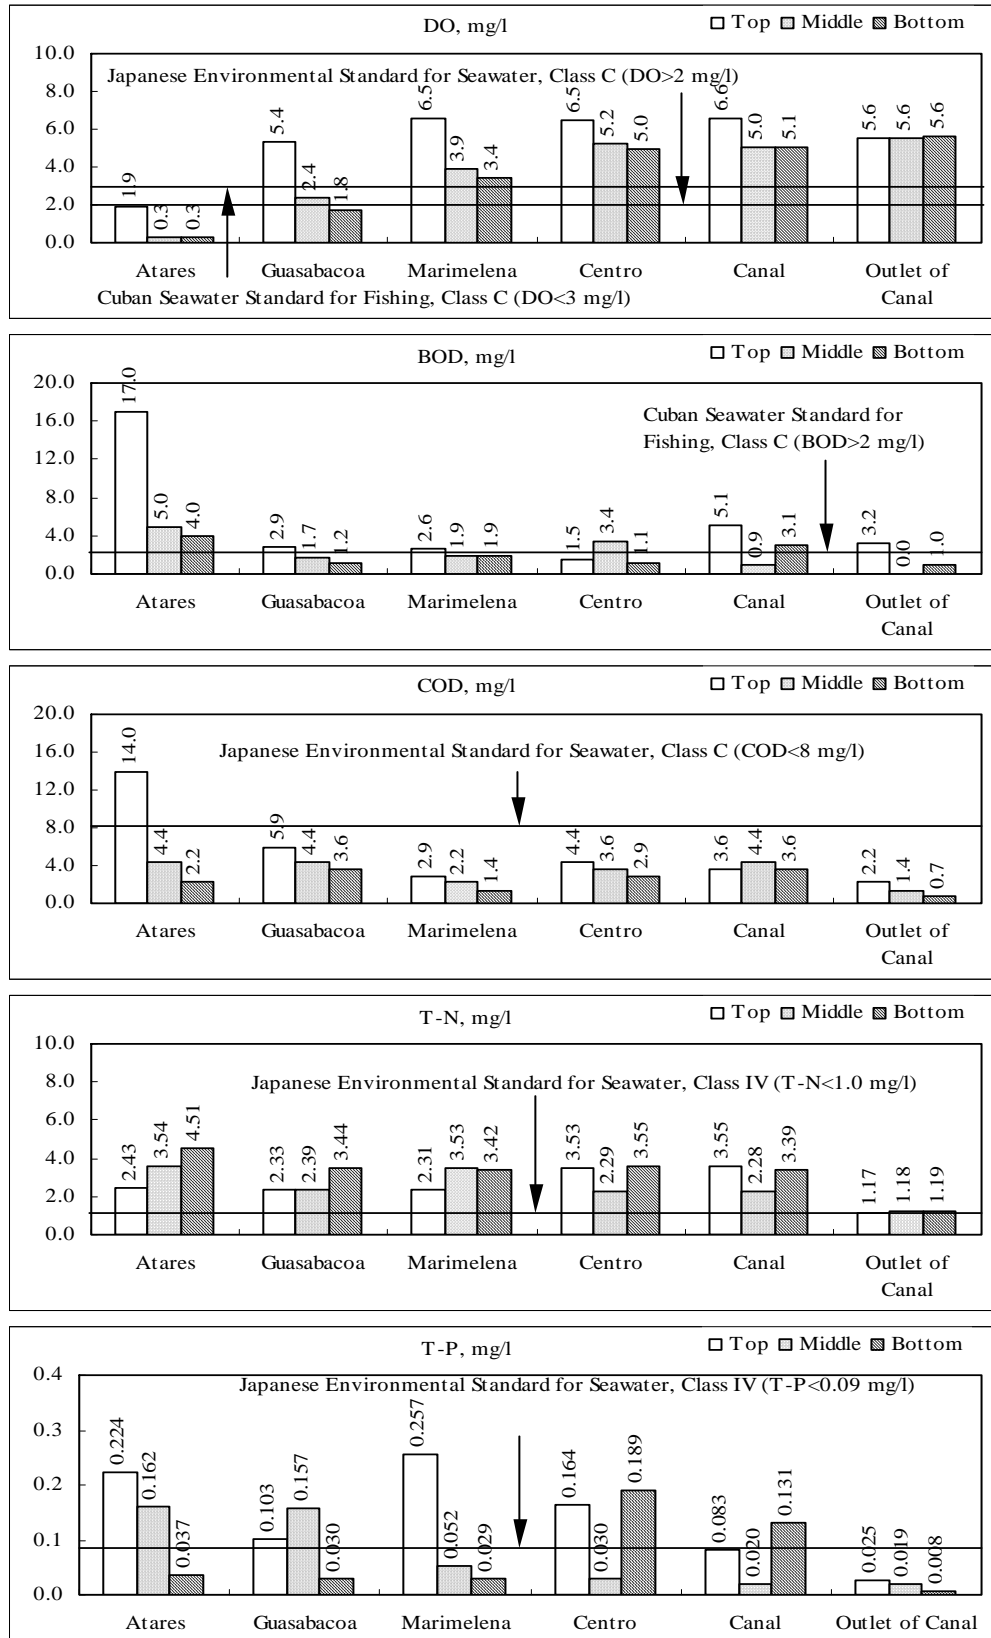 DO, mg/l
Top Middle Bottom
10.0
8.0
6.0
4.0
2.0
0.0
Japanese Environmental Standard for Seawater, Class C (DO>2 mg/l)
1.9 0.3 0.3 5.4 2.4 1.8 6.5 3.9 3.4 6.5 5.2 5.0 6.6 5.0 5.1 5.6 5.6 5.6
Atares Guasabacoa Marimelena Centro Canal Outlet of
Canal
Cuban Seawater Standard for Fishing, Class C (DO<3 mg/l)
BOD, mg/l
Top Middle Bottom
20.0
16.0
12.0
8.0
4.0
0.0
Cuban Seawater Standard for
Fishing, Class C (BOD>2 mg/l)
17.0 5.0 4.0 2.9 1.7 1.2 2.6 1.9 1.9 1.5 3.4 1.1 5.1 0.9 3.1 3.2 0.0 1.0
Atares Guasabacoa Marimelena Centro Canal Outlet of
Canal
COD, mg/l
Top Middle Bottom
20.0
16.0
12.0
8.0
4.0
0.0
Japanese Environmental Standard for Seawater, Class C (COD<8 mg/l)
14.0 4.4 2.2 5.9 4.4 3.6 2.9 2.2 1.4 4.4 3.6 2.9 3.6 4.4 3.6 2.2 1.4 0.7
Atares Guasabacoa Marimelena Centro Canal Outlet of
Canal
T-N, mg/l
Top Middle Bottom
10.0
8.0
6.0
4.0
2.0
0.0
Japanese Environmental Standard for Seawater, Class IV (T-N<1.0 mg/l)
2.43 3.54 4.51 2.33 2.39 3.44 2.31 3.53 3.42 3.53 2.29 3.55 3.55 2.28 3.39 1.17 1.18 1.19
Atares Guasabacoa Marimelena Centro Canal Outlet of
Canal
T-P, mg/l
Top Middle Bottom
0.4
0.3
0.2
0.1
0.0
Japanese Environmental Standard for Seawater, Class IV (T-P<0.09 mg/l)
0.224 0.162 0.037 0.103 0.157 0.030 0.257 0.052 0.029 0.164 0.030 0.189 0.083 0.020 0.131 0.025 0.019 0.008
Atares Guasabacoa Marimelena Centro Canal Outlet of Canal